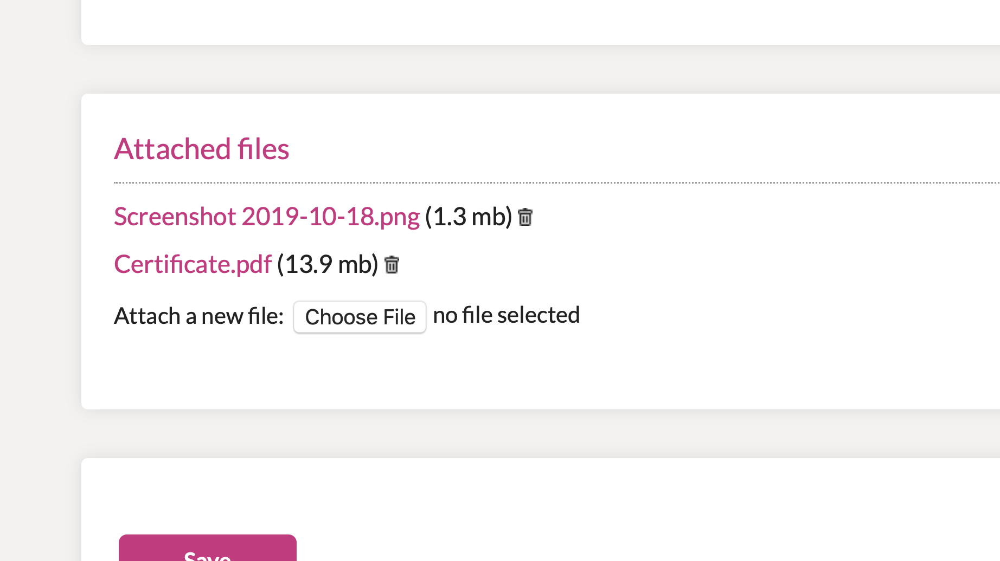 Attached files
Screenshot 2019-10-18.png (1.3 mb)
Certificate.pdf (13.9 mb)
Attach a new file: Choose File no file selected
Save